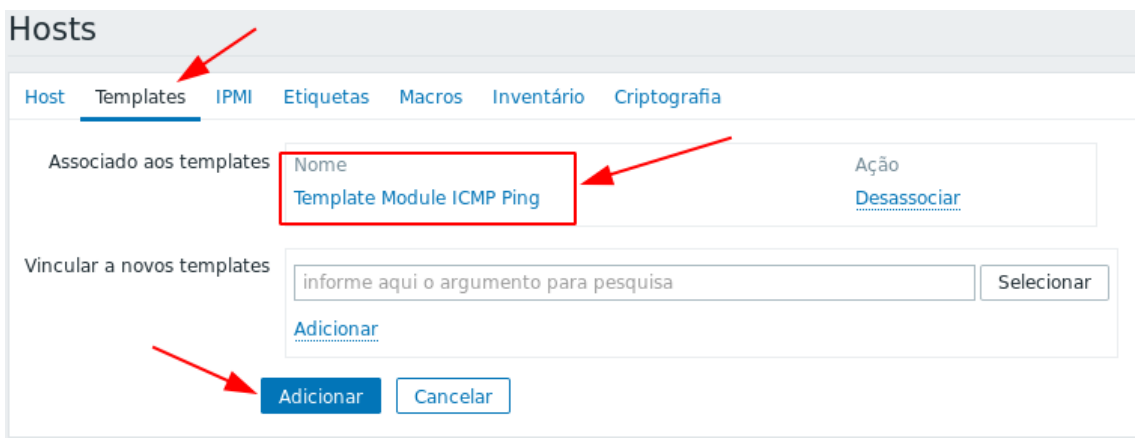 Hosts
Host Templates IPMI Etiquetas Macros Inventário Criptografia
Associado aos templates Nome Ação
Template Module ICMP Ping Desassociar
Vincular a novos templates informe aqui o argumento para pesquisa Selecionar
Adicionar
Adicionar Cancelar